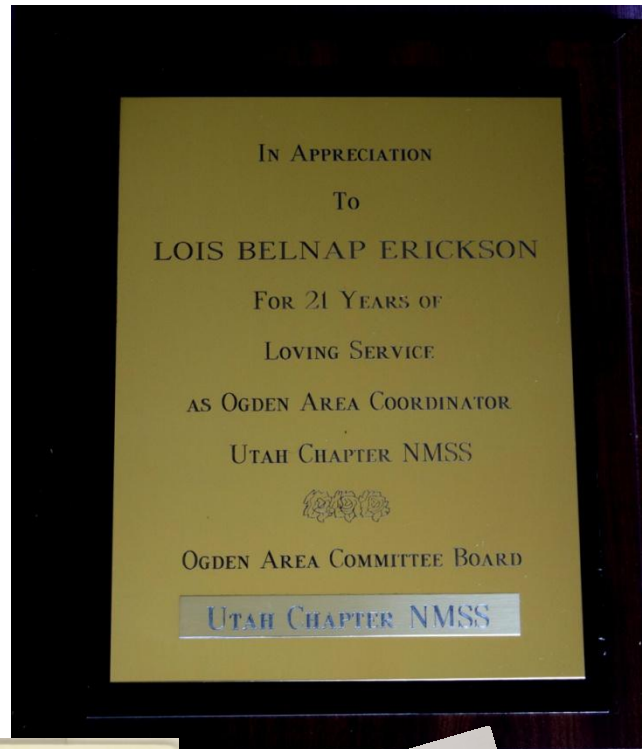 In Appreciation
To
LOIS BELNAP ERICKSON
For 21 Years of
Loving Service
as Ogden Area Coordinator
Utah Chapter NMSS
Ogden Area Committee Board
Utah Chapter NMSS